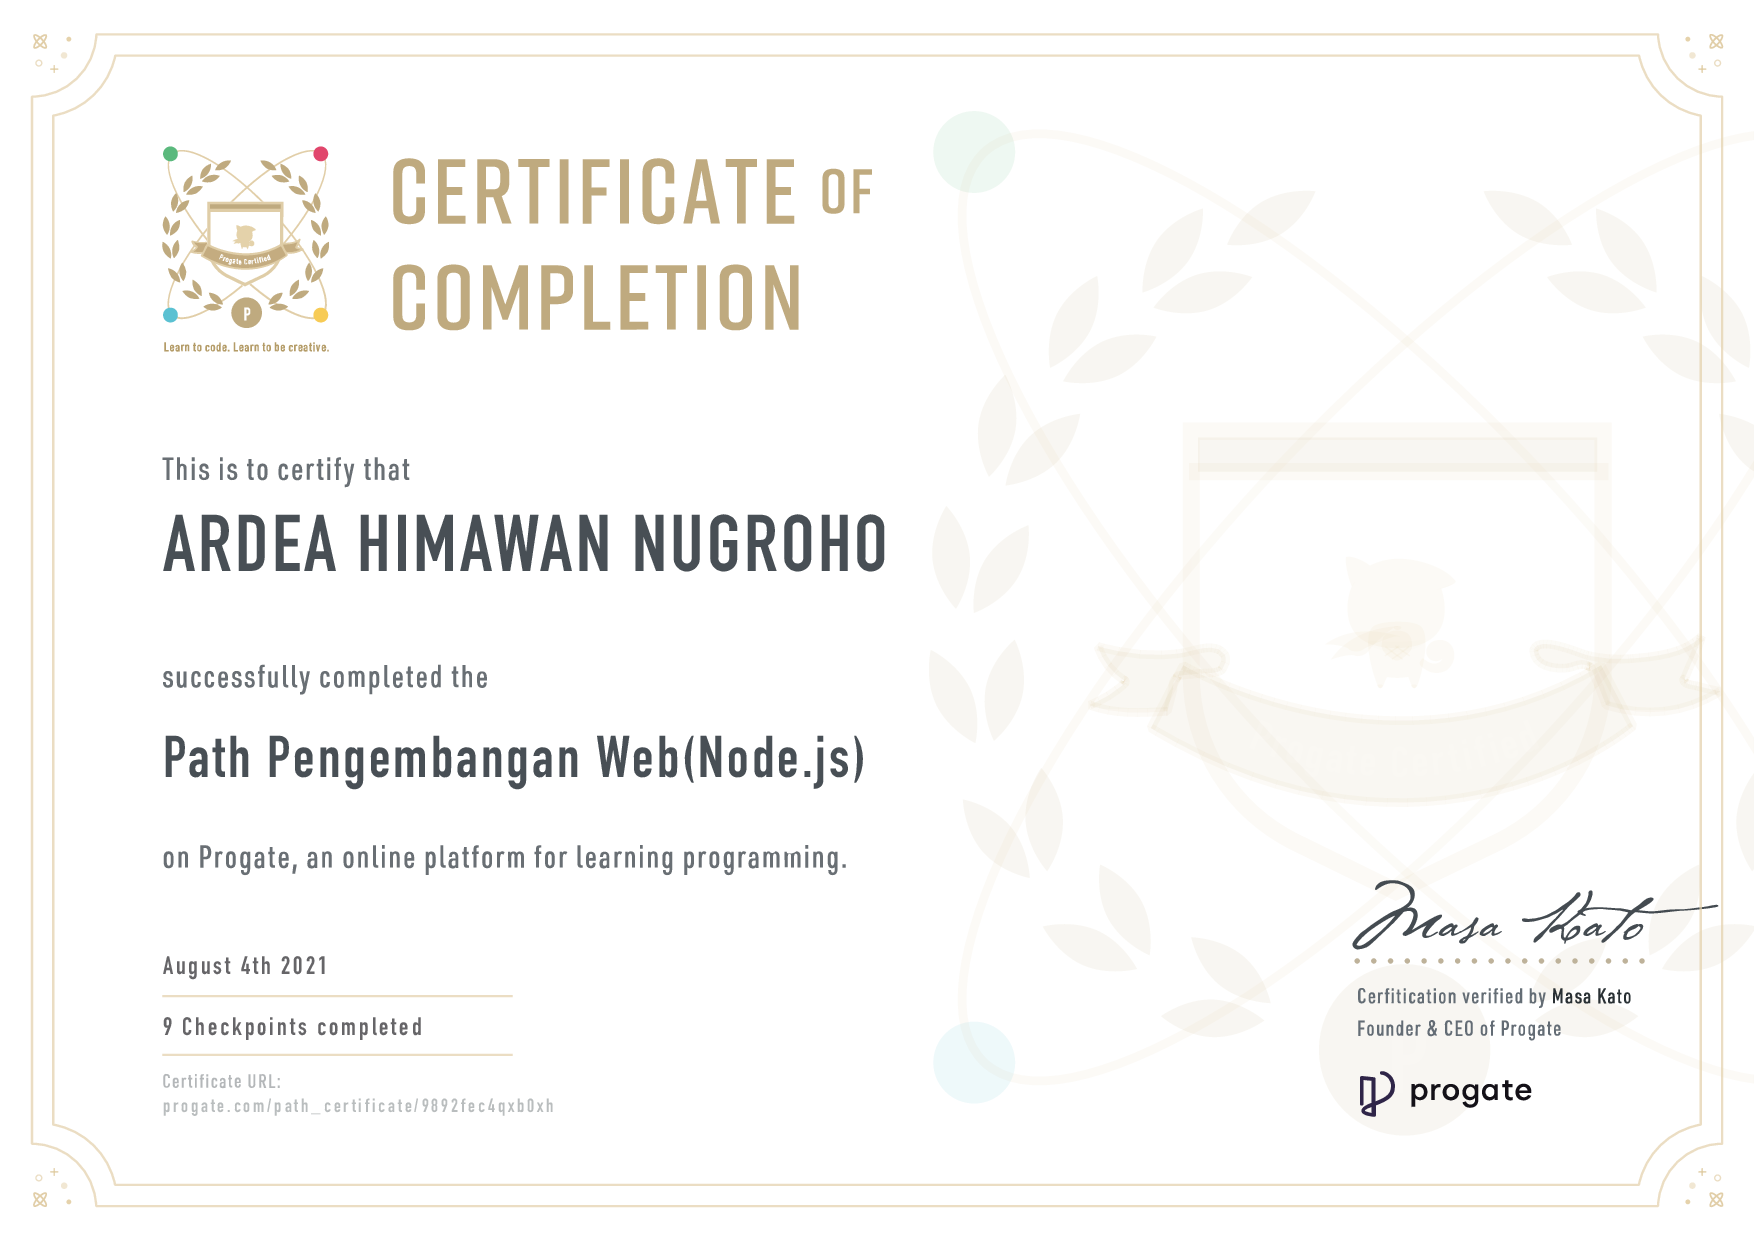 CERTIFICATE OF
COMPLETION
Progate Certified
P
Learn to code. Learn to be creative.
This is to certify that
ARDEA HIMAWAN NUGROHO
successfully completed the
Path Pengembangan Web(Node.js)
on Progate, an online platform for learning programming.
August 4th 2021
9 Checkpoints completed
Certificate URL:
progate.com/path_certificate/9892fec4qxb0xh
Masa Kato
Cerfitication verified by Masa Kato
Founder & CEO of Progate
progate